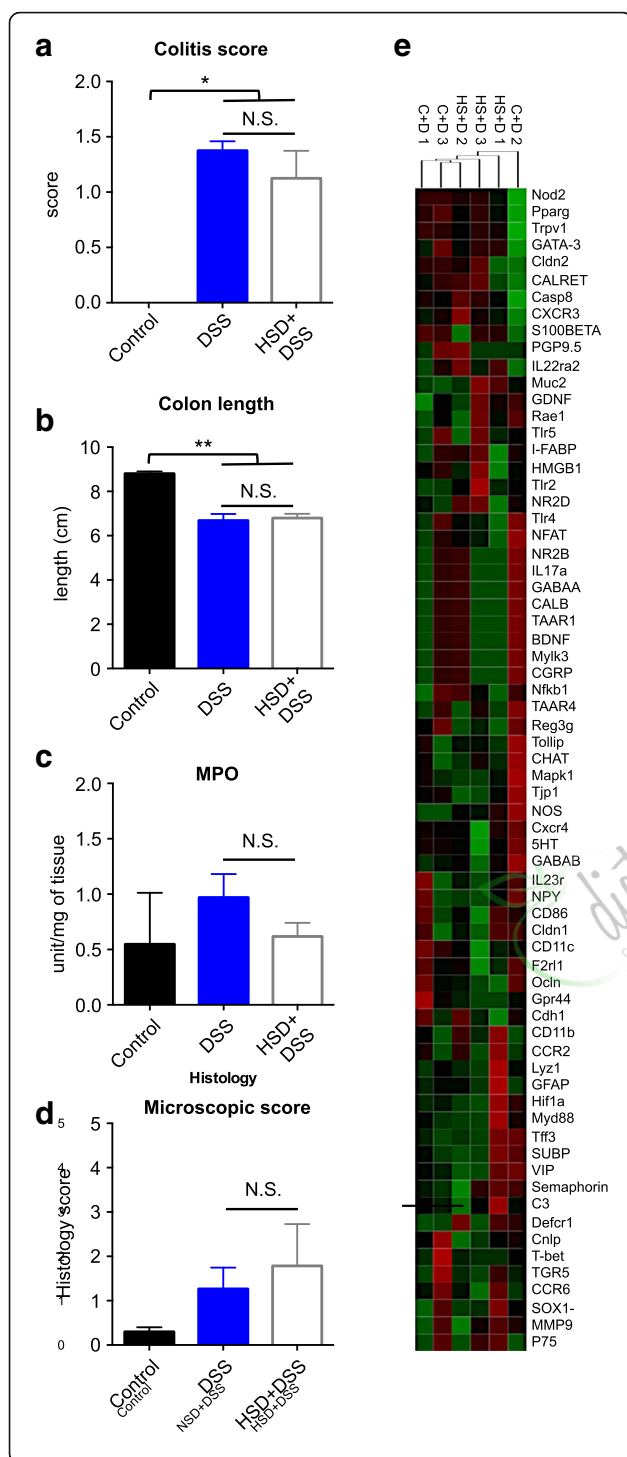 a
Colitis score
2.0
1.5
1.0
0.5
0.0
score
*
N.S.
Control
DSS
HSD+
DSS
b
Colon length
10
8
6
4
2
0
length (cm)
**
N.S.
Control
DSS
HSD+
DSS
c
MPO
2.0
1.5
1.0
0.5
0.0
unit/mg of tissue
N.S.
Control
DSS
HSD+
DSS
Histology
d
Microscopic score
5
4
3
2
1
0
5
4
0
Histology score
N.S.
Control
DSS
HSD+DSS
Control
NSD+DSS
HSD+DSS
e
C+D 1
C+D 3
HS+D 2
HS+D 3
HS+D 1
C+D 2
Nod2
Pparg
Trpv1
GATA-3
Cldn2
CALRET
Casp8
CXCR3
S100BETA
PGP9.5
IL22ra2
Muc2
GDNF
Rae1
Tlr5
I-FABP
HMGB1
Tlr2
NR2D
Tlr4
NFAT
NR2B
IL17a
GABAA
CALB
TAAR1
BDNF
Mylk3
CGRP
Nfkb1
TAAR4
Reg3g
Tollip
CHAT
Mapk1
Tjp1
NOS
Cxcr4
5HT
GABAB
IL23r
NPY
CD86
Cldn1
CD11c
F2rl1
Ocln
Gpr44
Cdh1
CD11b
CCR2
Lyz1
GFAP
Hif1a
Myd88
Tff3
SUBP
VIP
Semaphorin
C3
Defcr1
Cnlp
T-bet
TGR5
CCR6
SOX1-
MMP9
P75